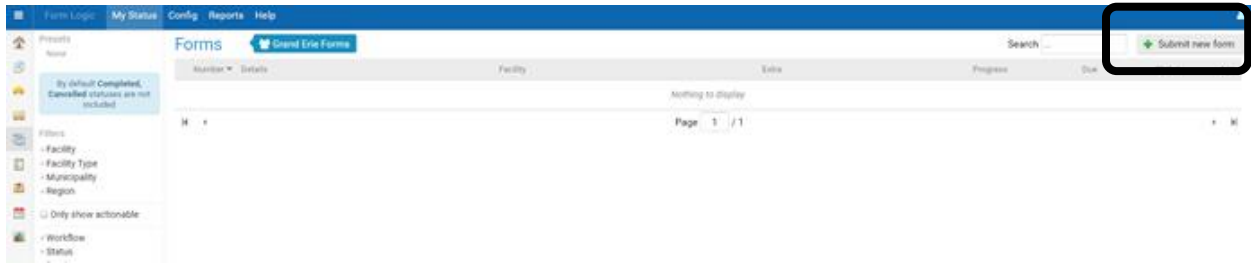 Form Logic My Status Config Reports Help
Presets
None
By default Completed,
Cancelled statuses are not
included
Filters
Facility
Facility Type
Municipality
Region
Only show actionable
Workflow
Status
Forms Grand Erie Forms
Search ...
Submit new form
Number Details Facility Extra Progress Due
Nothing to display
Page 1 / 1